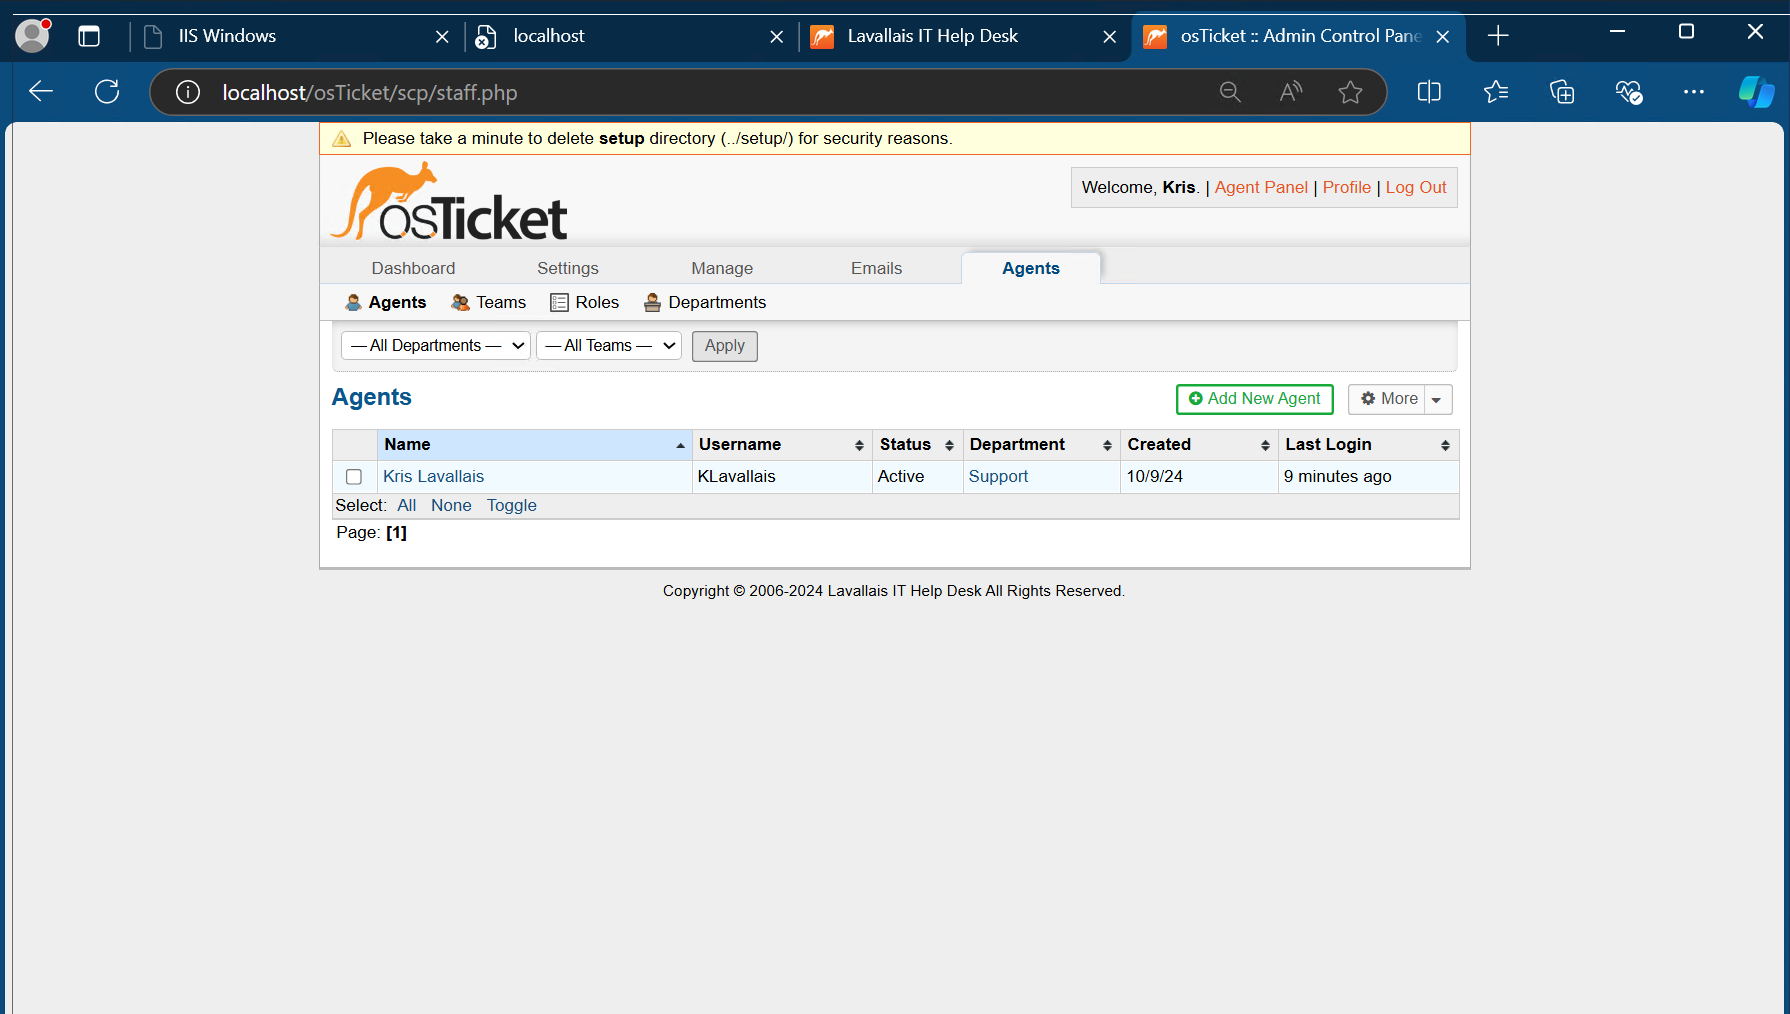 IIS Windows
localhost
Lavallais IT Help Desk
osTicket :: Admin Control Pane
localhost/osTicket/scp/staff.php
Please take a minute to delete setup directory (../setup/) for security reasons.
osTicket
Welcome, Kris. | Agent Panel | Profile | Log Out
Dashboard Settings Manage Emails Agents
Agents Teams Roles Departments
— All Departments — — All Teams — Apply
Agents
Add New Agent More
Name Username Status Department Created Last Login
Kris Lavallais KLavallais Active Support 10/9/24 9 minutes ago
Select: All None Toggle
Page: [1]
Copyright © 2006-2024 Lavallais IT Help Desk All Rights Reserved.